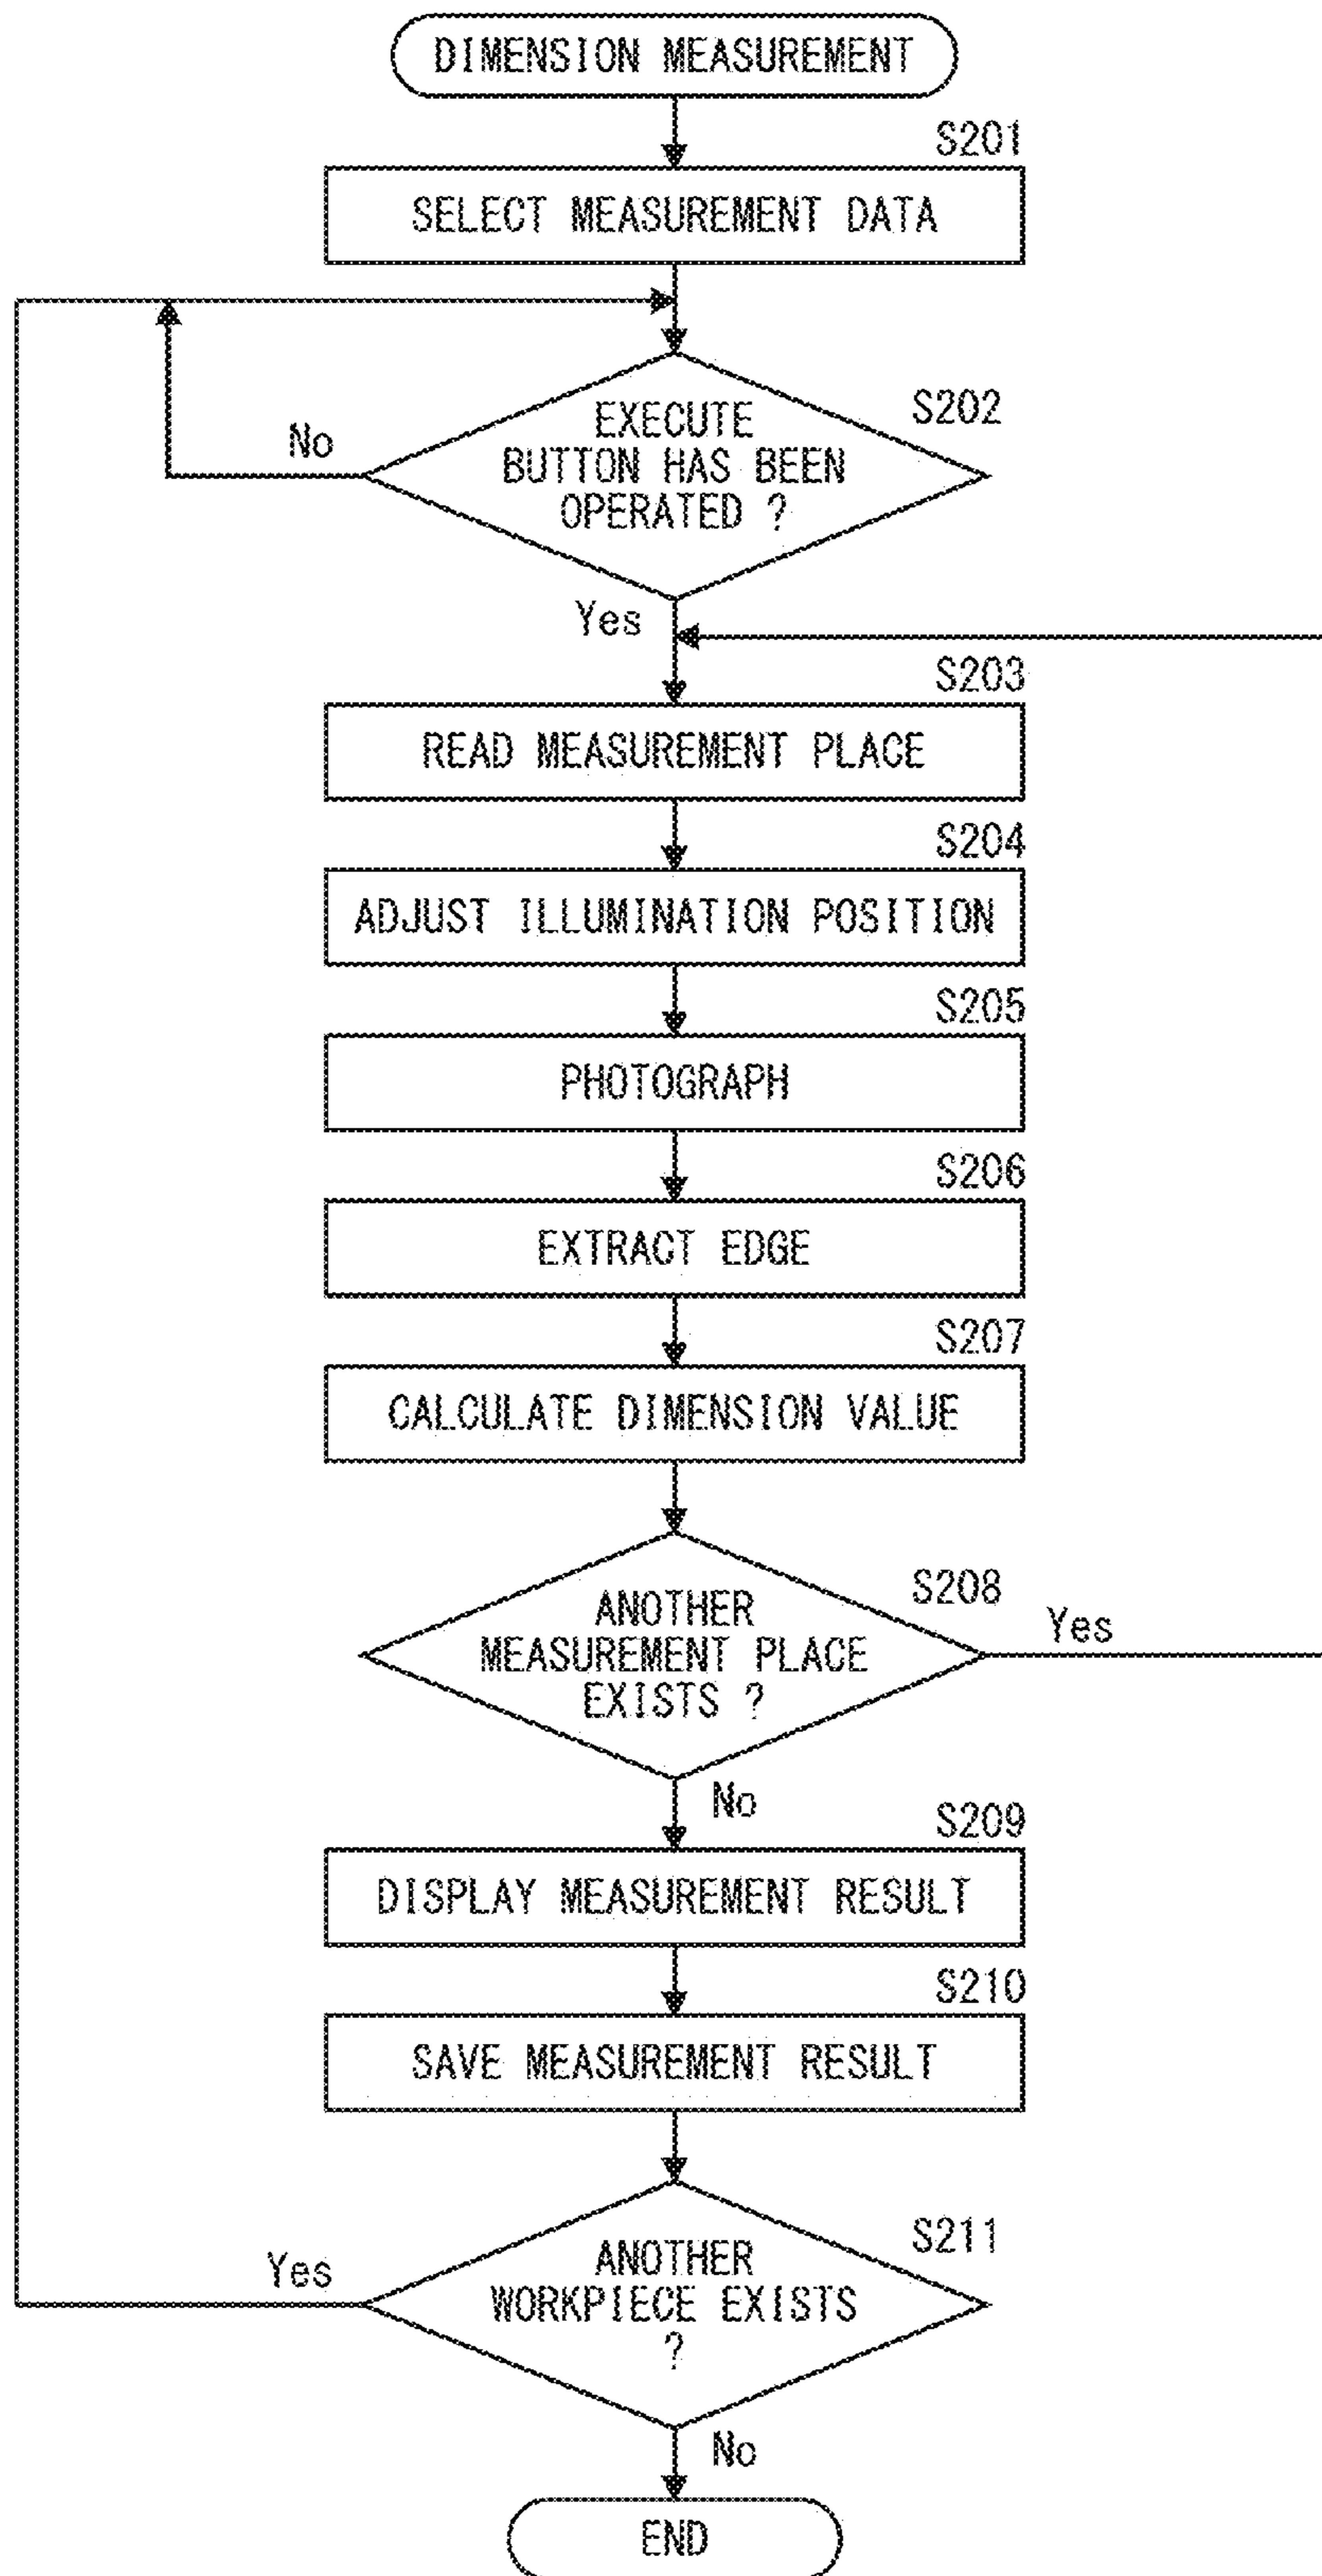 DIMENSION MEASUREMENT
S201
SELECT MEASUREMENT DATA
S202
EXECUTE
BUTTON HAS BEEN
OPERATED ?
No
Yes
S203
READ MEASUREMENT PLACE
S204
ADJUST ILLUMINATION POSITION
S205
PHOTOGRAPH
S206
EXTRACT EDGE
S207
CALCULATE DIMENSION VALUE
S208
ANOTHER
MEASUREMENT PLACE
EXISTS ?
Yes
No
S209
DISPLAY MEASUREMENT RESULT
S210
SAVE MEASUREMENT RESULT
S211
ANOTHER
WORKPIECE EXISTS
?
Yes
No
END